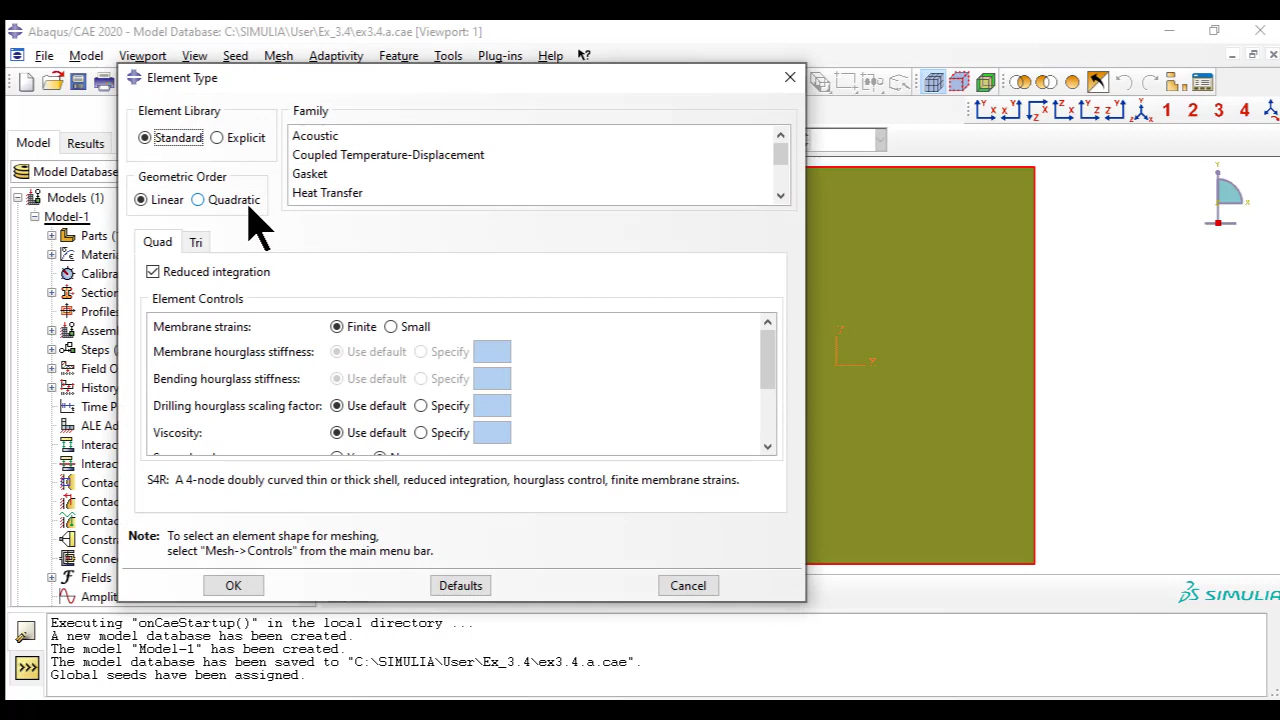 Abaqus/CAE 2020 - Model Database: C:\SIMULIA\User\Ex_3.4\ex3.4.a.cae [Viewport: 1]
File Model Viewport View Seed Mesh Adaptivity Feature Tools Plug-ins Help
1 2 3 4
Model Results
Model Database
Models (1)
Model-1
Parts (
Materia
Calibra
Section
Profiles
Assem
Steps (
Field O
History
Time P
ALE Ad
Interac
Interac
Contac
Contac
Contac
Constr
Conne
Fields
Amplit
Element Type
Element Library
Standard Explicit
Geometric Order
Linear Quadratic
Family
Acoustic
Coupled Temperature-Displacement
Gasket
Heat Transfer
Quad Tri
Reduced integration
Element Controls
Membrane strains: Finite Small
Membrane hourglass stiffness: Use default Specify
Bending hourglass stiffness: Use default Specify
Drilling hourglass scaling factor: Use default Specify
Viscosity: Use default Specify
S4R: A 4-node doubly curved thin or thick shell, reduced integration, hourglass control, finite membrane strains.
Note: To select an element shape for meshing,
select "Mesh->Controls" from the main menu bar.
OK Defaults Cancel
SIMULIA
Executing "onCaeStartup()" in the local directory ...
A new model database has been created.
The model "Model-1" has been created.
The model database has been saved to "C:\SIMULIA\User\Ex_3.4\ex3.4.a.cae".
Global seeds have been assigned.
>>>